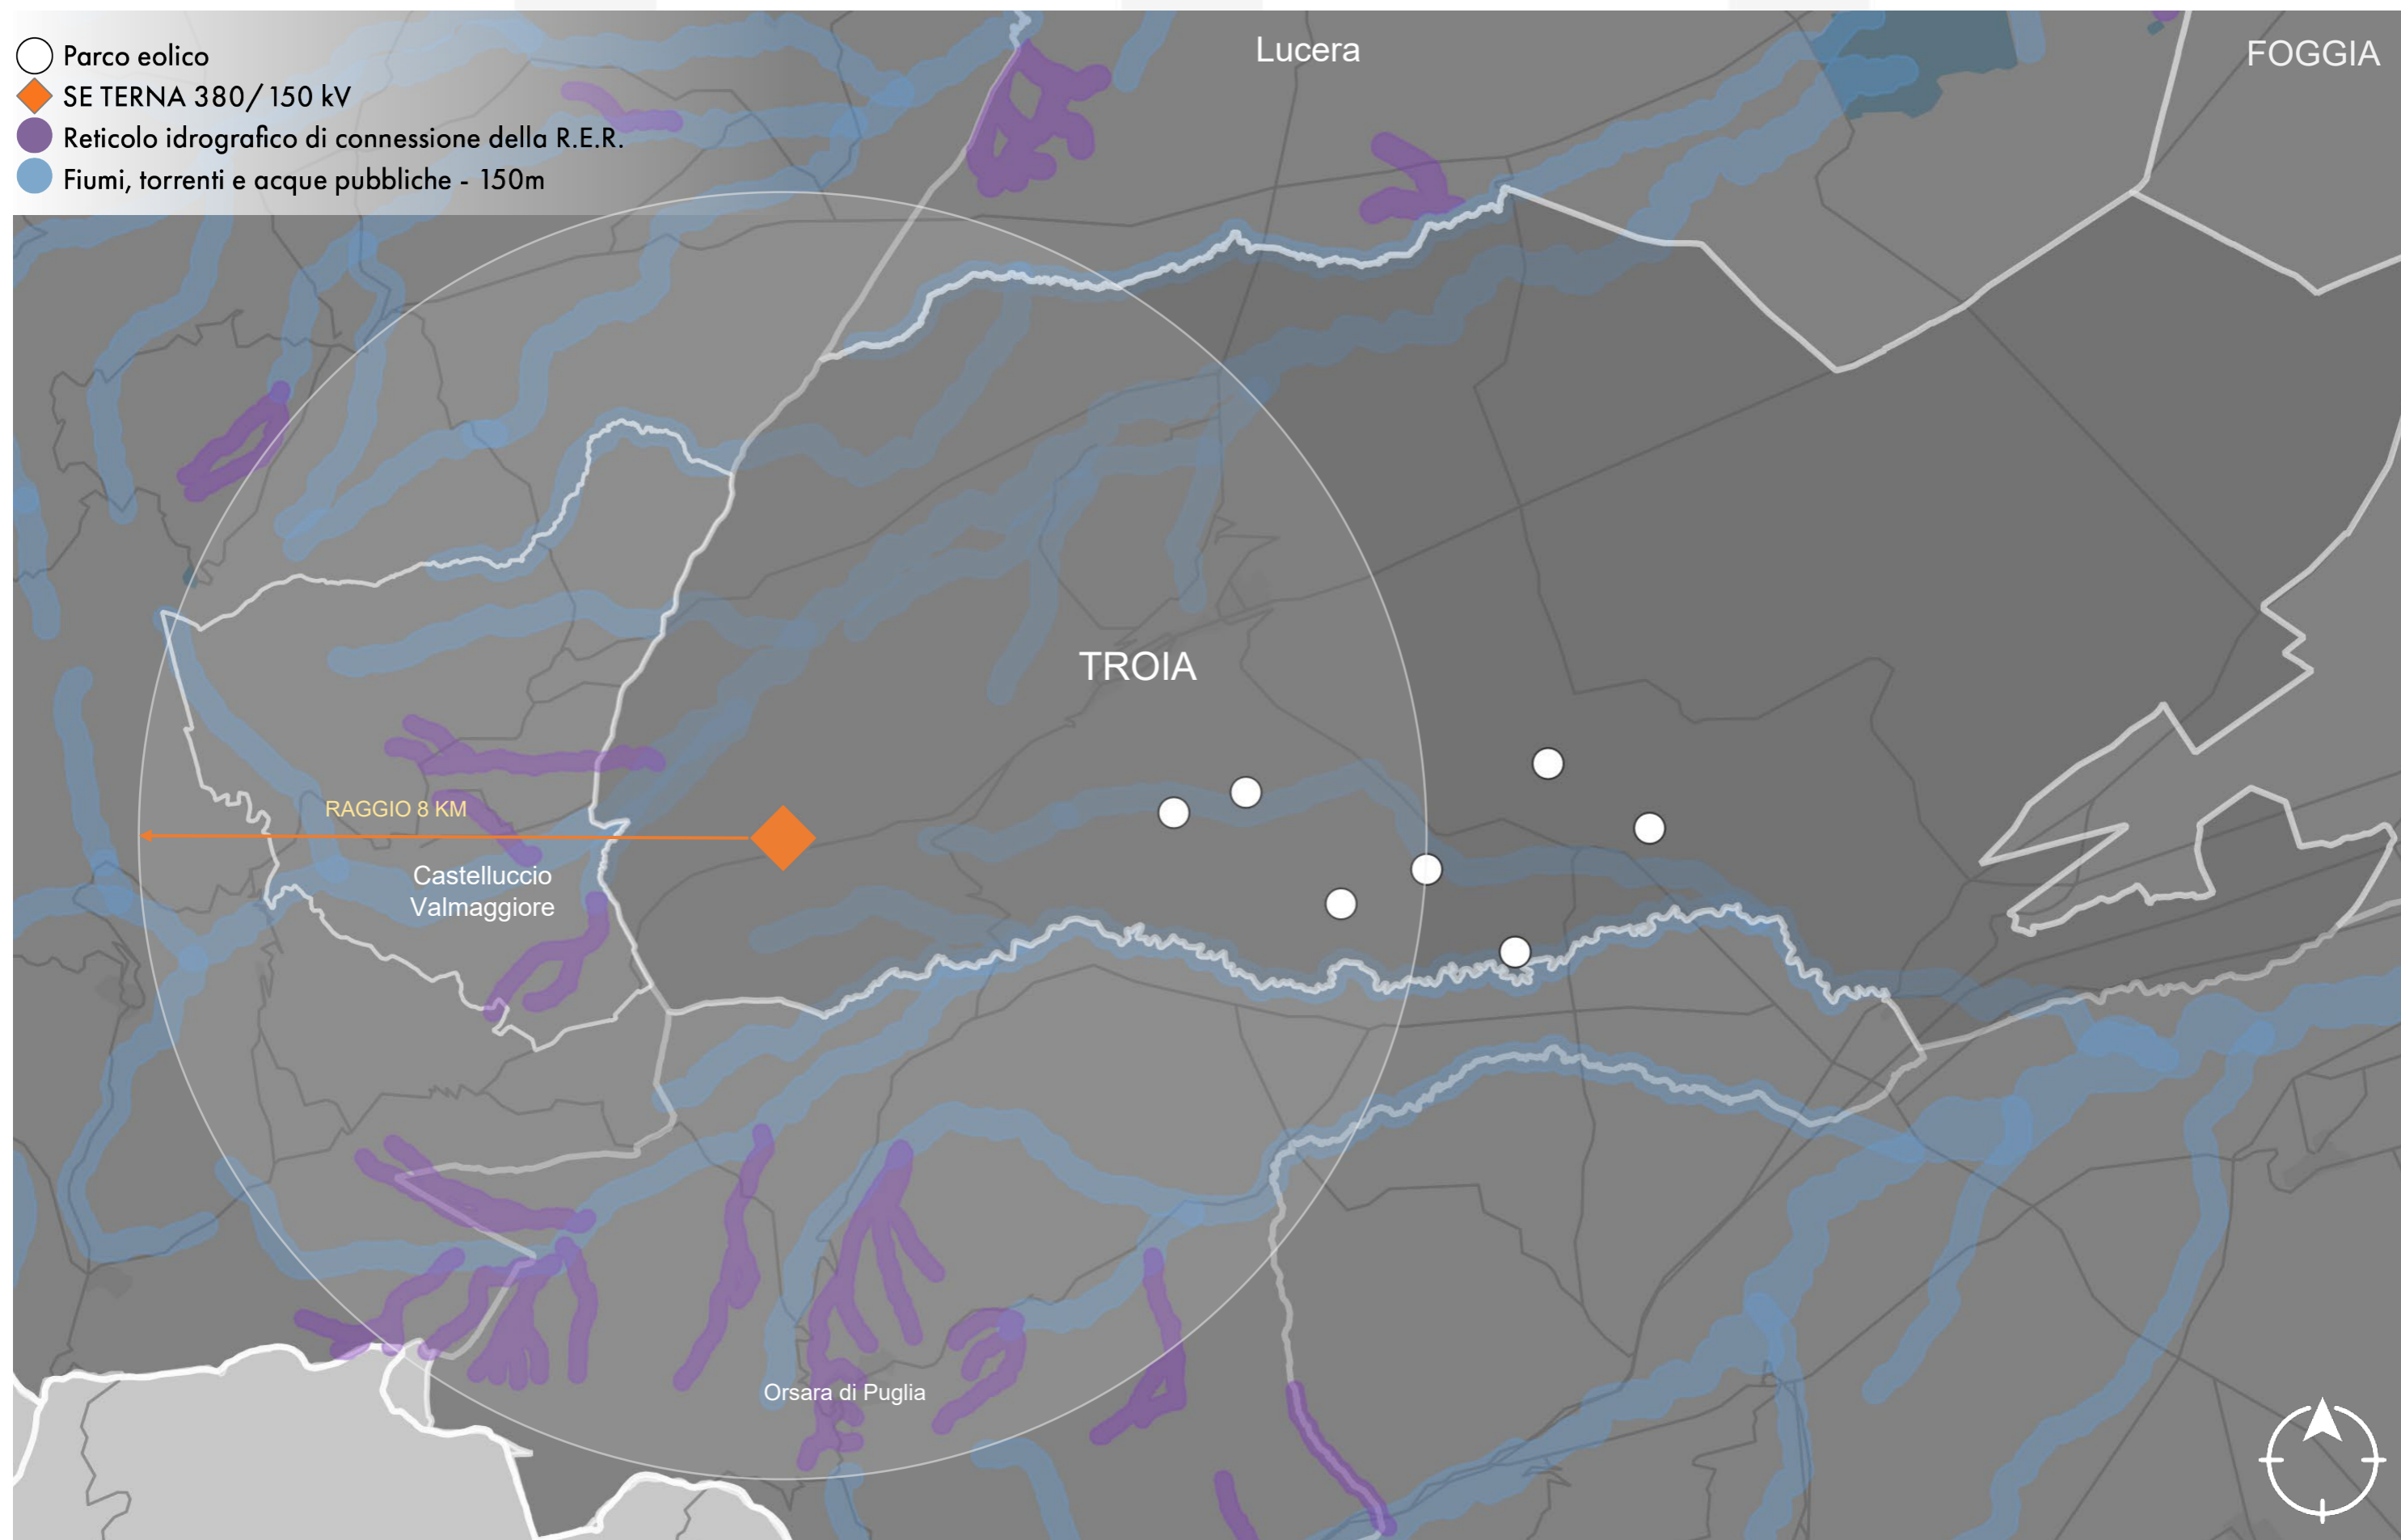 Parco eolico
SE TERNA 380/150 kV
Reticolo idrografico di connessione della R.E.R.
Fiumi, torrenti e acque pubbliche - 150m
Lucera
FOGGIA
TROIA
RAGGIO 8 KM
Castelluccio
Valmaggiore
Orsara di Puglia